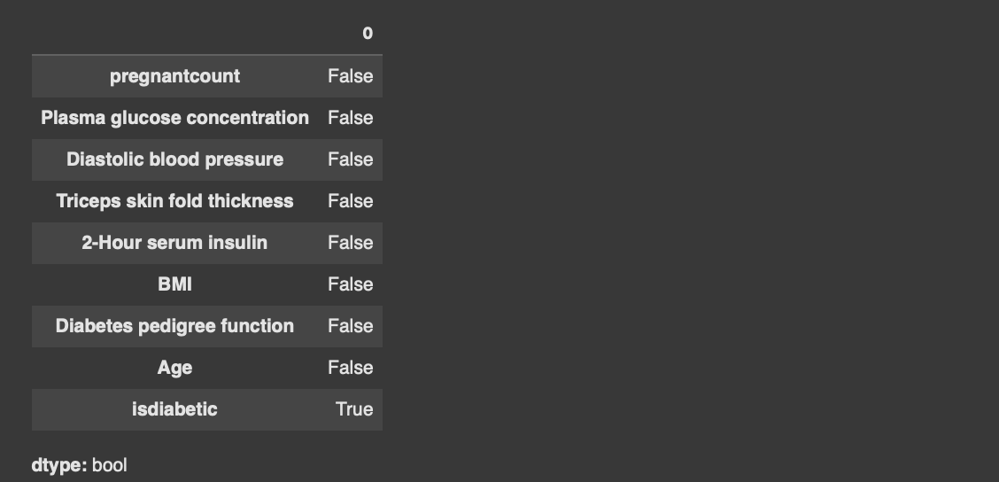 0
pregnantcount False
Plasma glucose concentration False
Diastolic blood pressure False
Triceps skin fold thickness False
2-Hour serum insulin False
BMI False
Diabetes pedigree function False
Age False
isdiabetic True
dtype: bool